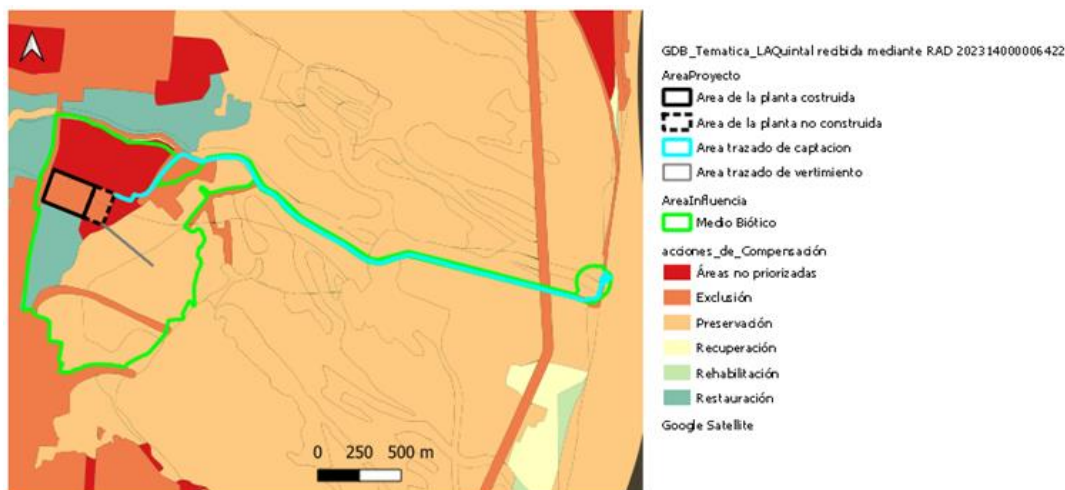 GDB_Tematica_LAQuintal recibida mediante RAD 202314000006422
AreaProyecto
Area de la planta costruida
Area de la planta no construida
Area trazado de captacion
Area trazado de vertimiento
AreaInfluencia
Medio Biótico
acciones_de_Compensación
Áreas no priorizadas
Exclusión
Preservación
Recuperación
Rehabilitación
Restauración
Google Satellite
0 250 500 m